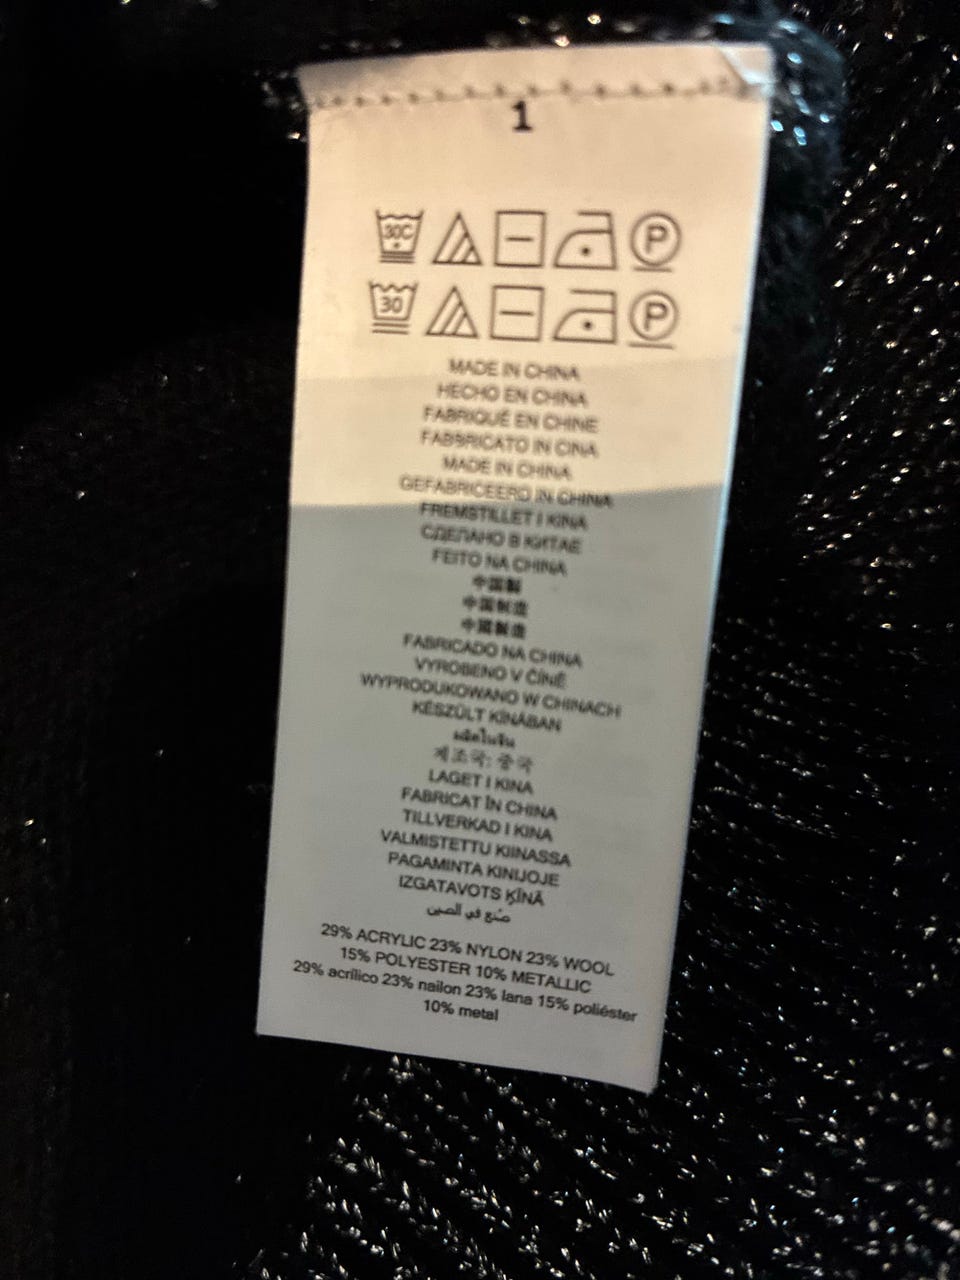 1
30C
P
30
P
MADE IN CHINA
HECHO EN CHINA
FABRIQUÉ EN CHINE
FABBRICATO IN CINA
MADE IN CHINA
GEFABRICEERD IN CHINA
FREMSTILLET I KINA
СДЕЛАНО В КИТАЕ
FEITO NA CHINA
中国製
中国制造
中國製造
FABRICADO NA CHINA
VYROBENO V ČÍNĚ
WYPRODUKOWANO W CHINACH
KÉSZÜLT KÍNÁBAN
ผลิตในจีน
제조국: 중국
LAGET I KINA
FABRICAT ÎN CHINA
TILLVERKAD I KINA
VALMISTETTU KIINASSA
PAGAMINTA KINIJOJE
IZGATAVOTS ĶĪNĀ
صنع في الصين
29% ACRYLIC 23% NYLON 23% WOOL
15% POLYESTER 10% METALLIC
29% acrílico 23% nailon 23% lana 15% poliéster
10% metal